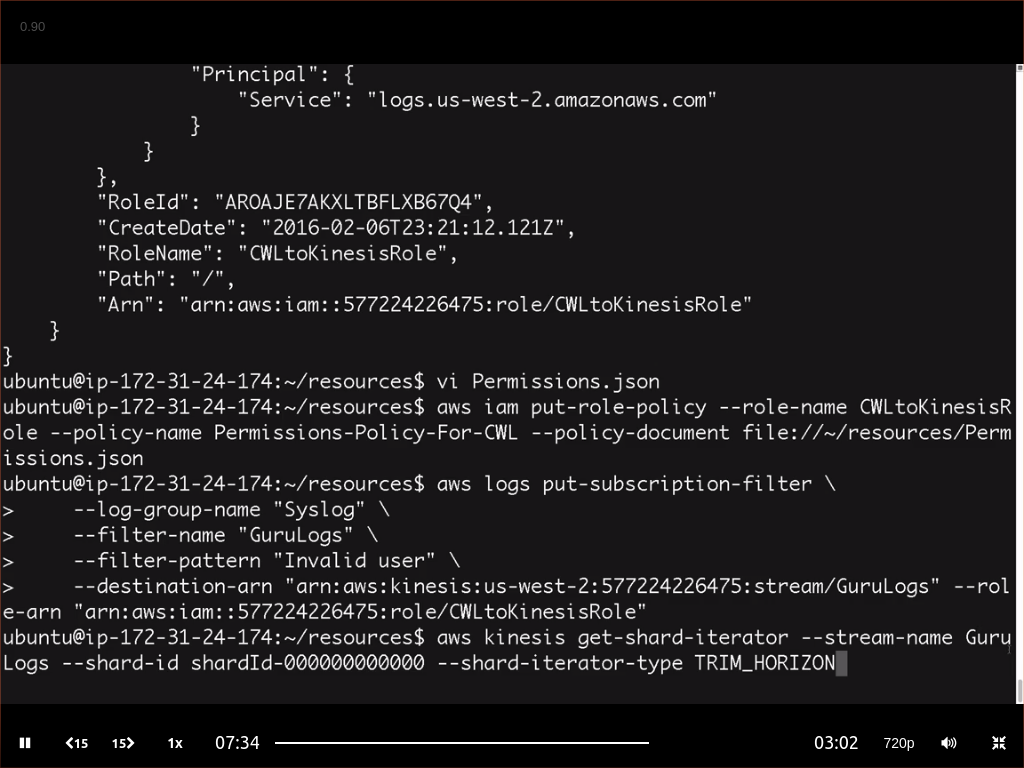 0.90
"Principal": {
"Service": "logs.us-west-2.amazonaws.com"
}
}
},
"RoleId": "AROAJE7AKXLTBFLXB67Q4",
"CreateDate": "2016-02-06T23:21:12.121Z",
"RoleName": "CWLtoKinesisRole",
"Path": "/",
"Arn": "arn:aws:iam::577224226475:role/CWLtoKinesisRole"
}
}
ubuntu@ip-172-31-24-174:~/resources$ vi Permissions.json
ubuntu@ip-172-31-24-174:~/resources$ aws iam put-role-policy --role-name CWLtoKinesisR
ole --policy-name Permissions-Policy-For-CWL --policy-document file://~/resources/Perm
issions.json
ubuntu@ip-172-31-24-174:~/resources$ aws logs put-subscription-filter \
>     --log-group-name "Syslog" \
>     --filter-name "GuruLogs" \
>     --filter-pattern "Invalid user" \
>     --destination-arn "arn:aws:kinesis:us-west-2:577224226475:stream/GuruLogs" --rol
e-arn "arn:aws:iam::577224226475:role/CWLtoKinesisRole"
ubuntu@ip-172-31-24-174:~/resources$ aws kinesis get-shard-iterator --stream-name Guru
Logs --shard-id shardId-000000000000 --shard-iterator-type TRIM_HORIZON
15 15 1x 07:34 03:02 720p